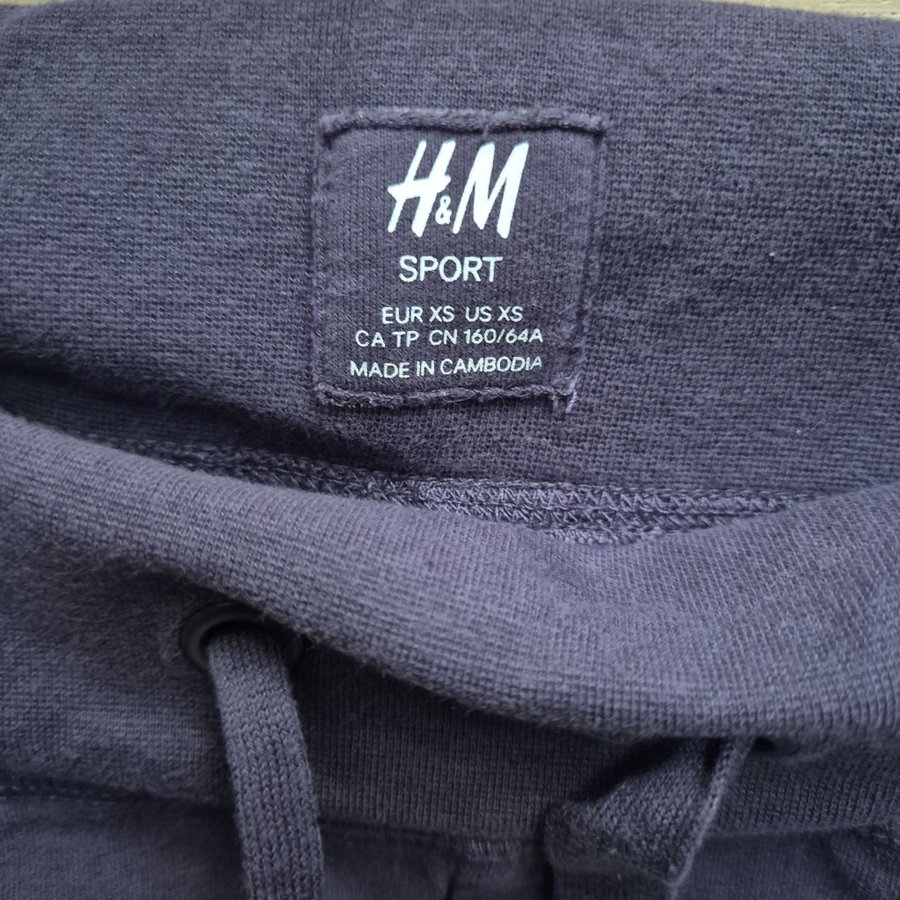 H&M
SPORT
EUR XS US XS
CA TP CN 160/64A
MADE IN CAMBODIA